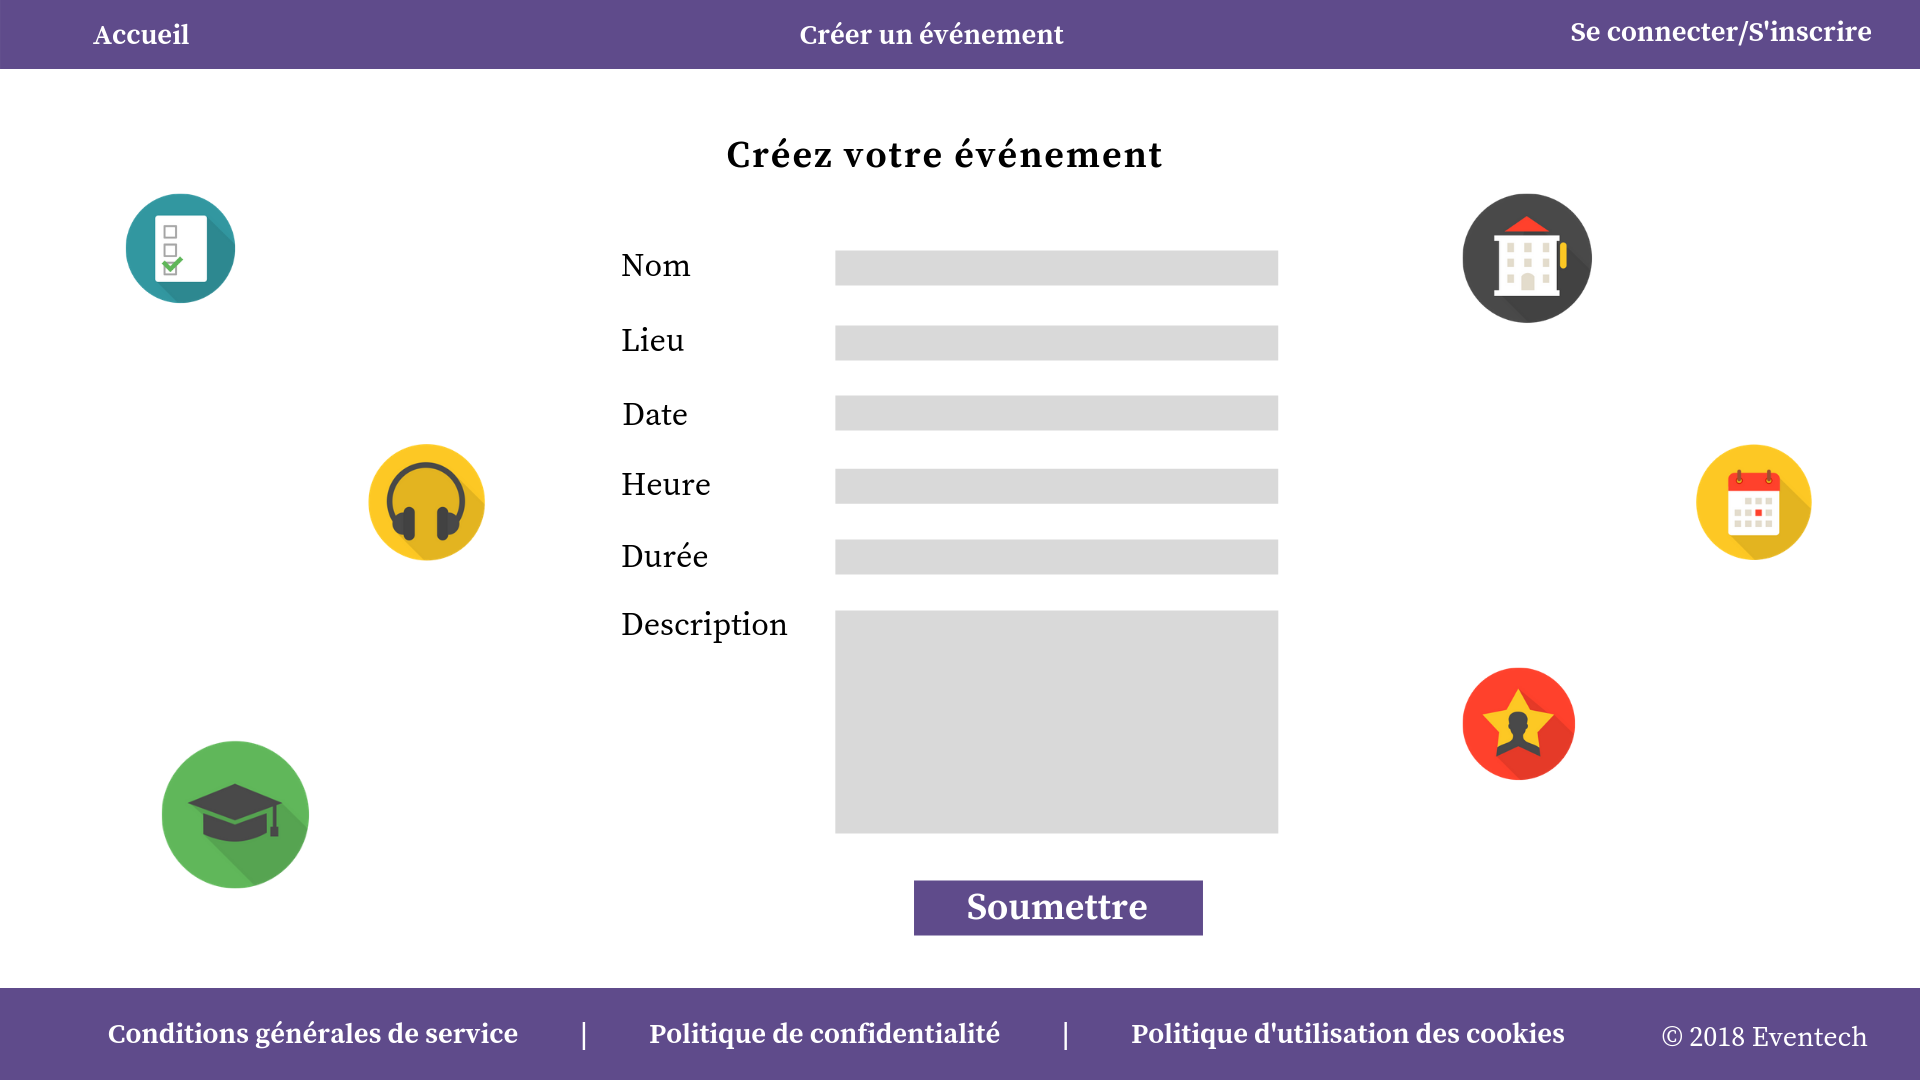 Accueil
Créer un événement
Se connecter/S'inscrire
Créez votre événement
Nom
Lieu
Date
Heure
Durée
Description
Soumettre
Conditions générales de service | Politique de confidentialité | Politique d'utilisation des cookies
© 2018 Eventech